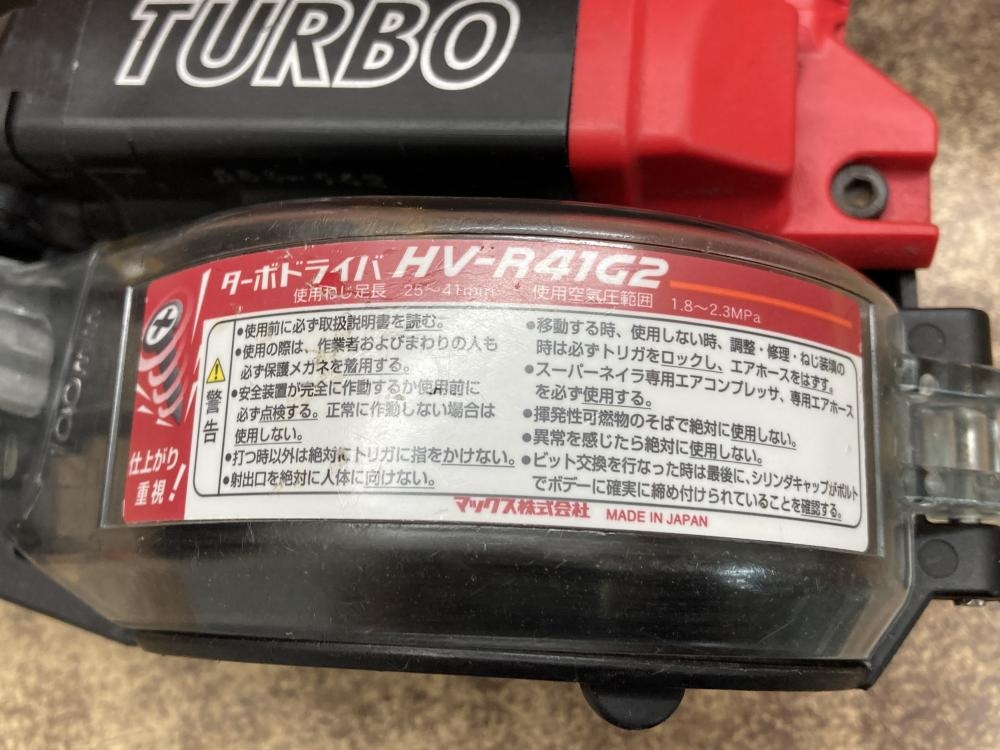 TURBO
ターボドライバ HV-R41G2
使用ねじ足長 25～41mm 使用空気圧範囲 1.8～2.3MPa
仕上がり
重視！
警告
•使用前に必ず取扱説明書を読む。
•使用の際は、作業者およびまわりの人も
必ず保護メガネを着用する。
•安全装置が完全に作動するか使用前に
必ず点検する。正常に作動しない場合は
使用しない。
•打つ時以外は絶対にトリガに指をかけない。
•射出口を絶対に人体に向けない。
•移動する時、使用しない時、調整・修理・ねじ装填の
時は必ずトリガをロックし、エアホースをはずす。
•スーパーネイラ専用エアコンプレッサ、専用エアホース
を必ず使用する。
•揮発性可燃物のそばで絶対に使用しない。
•異常を感じたら絶対に使用しない。
•ビット交換を行なった時は最後に、シリンダキャップがボルト
でボデーに確実に締め付けられていることを確認する。
マックス株式会社 MADE IN JAPAN